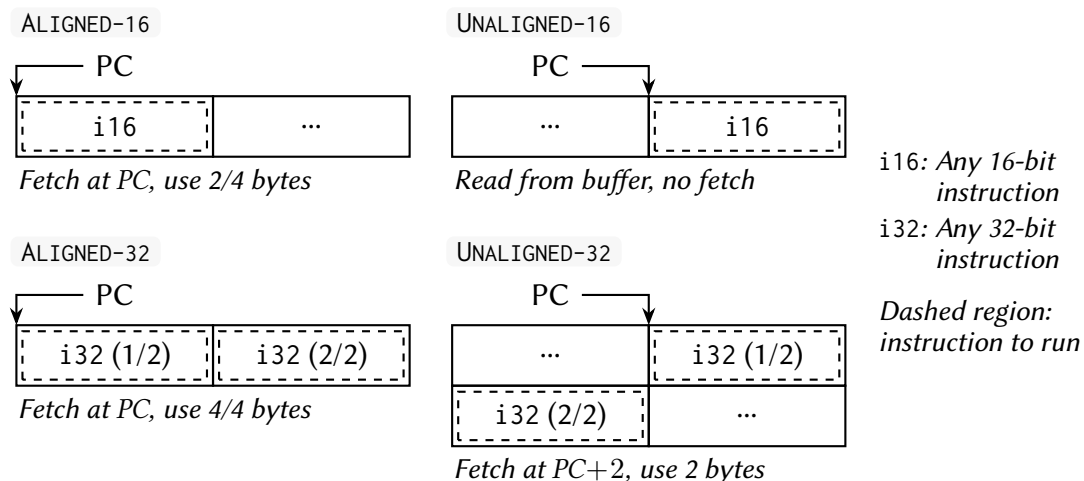 ALIGNED-16
PC
i16
...
Fetch at PC, use 2/4 bytes
UNALIGNED-16
PC
...
i16
Read from buffer, no fetch
ALIGNED-32
PC
i32 (1/2)
i32 (2/2)
Fetch at PC, use 4/4 bytes
UNALIGNED-32
PC
...
i32 (1/2)
i32 (2/2)
...
Fetch at PC+2, use 2 bytes
i16: Any 16-bit
instruction
i32: Any 32-bit
instruction
Dashed region:
instruction to run